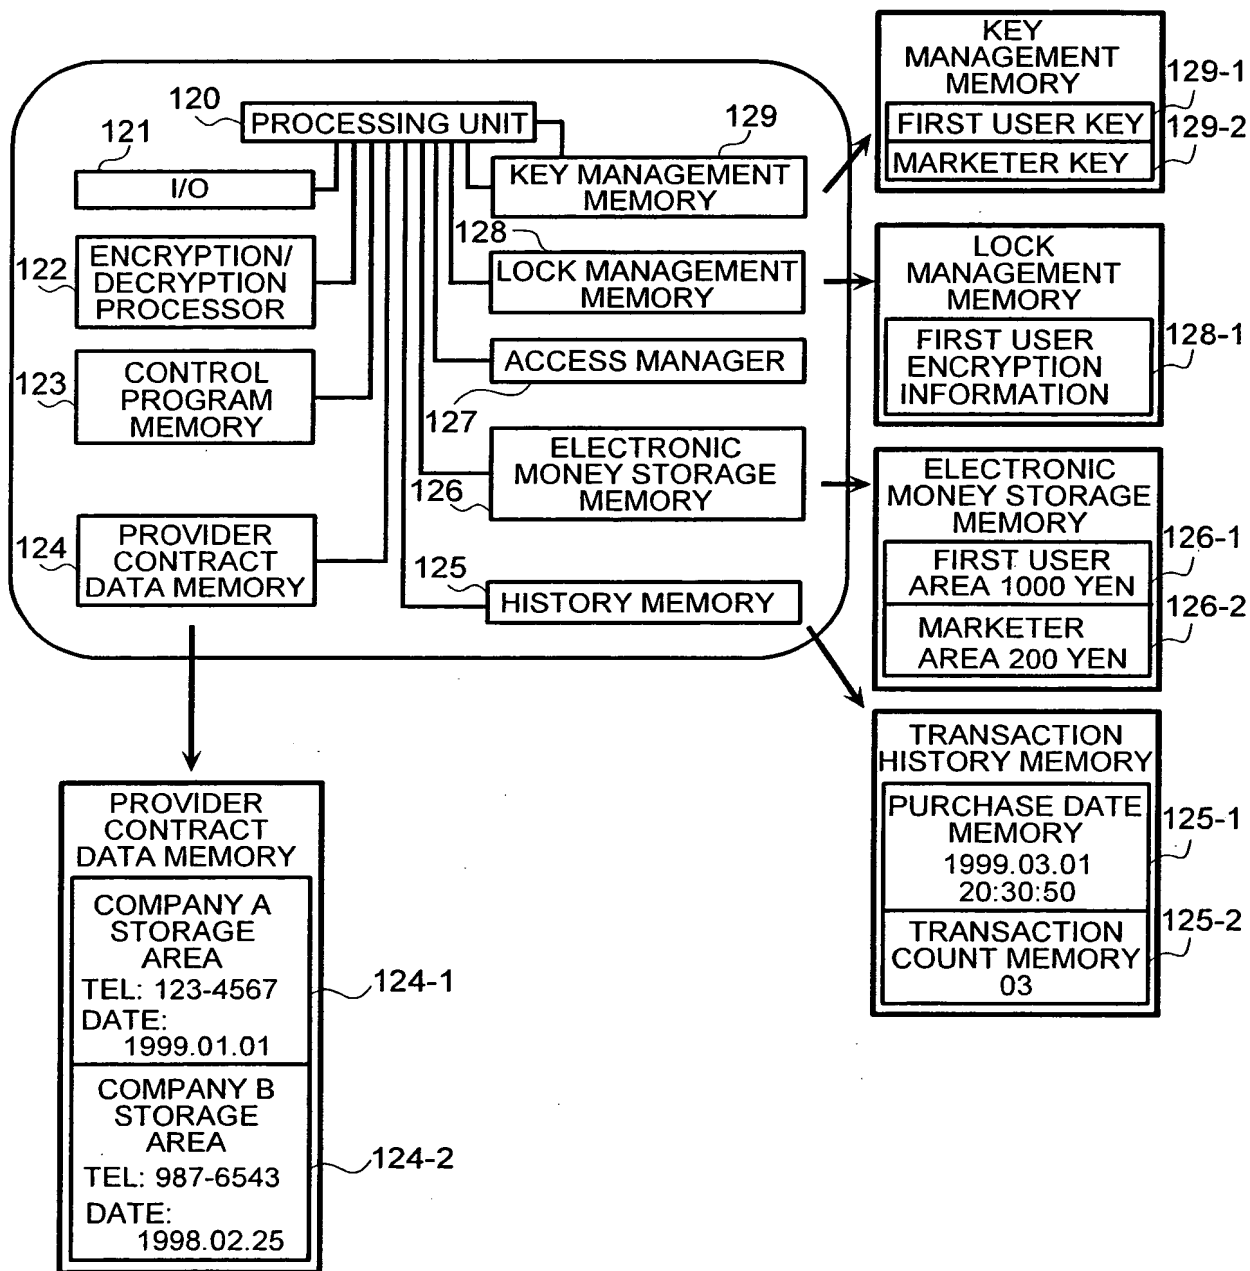 120
PROCESSING UNIT
121
I/O
122
ENCRYPTION/
DECRYPTION
PROCESSOR
123
CONTROL
PROGRAM
MEMORY
124
PROVIDER
CONTRACT
DATA MEMORY
129
KEY MANAGEMENT
MEMORY
128
LOCK MANAGEMENT
MEMORY
ACCESS MANAGER
127
ELECTRONIC
MONEY STORAGE
MEMORY
126
125
HISTORY MEMORY
KEY
MANAGEMENT
MEMORY
129-1
FIRST USER KEY
129-2
MARKETER KEY
LOCK
MANAGEMENT
MEMORY
FIRST USER
ENCRYPTION
INFORMATION
128-1
ELECTRONIC
MONEY STORAGE
MEMORY
126-1
FIRST USER
AREA 1000 YEN
126-2
MARKETER
AREA 200 YEN
TRANSACTION
HISTORY MEMORY
PURCHASE DATE
MEMORY
1999.03.01
20:30:50
125-1
TRANSACTION
COUNT MEMORY
03
125-2
PROVIDER
CONTRACT
DATA MEMORY
COMPANY A
STORAGE
AREA
TEL: 123-4567
DATE:
1999.01.01
124-1
COMPANY B
STORAGE
AREA
TEL: 987-6543
DATE:
1998.02.25
124-2